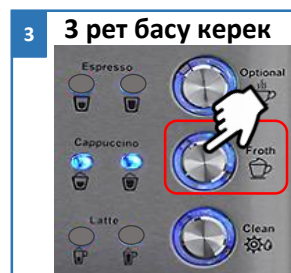 3
3 рет басу керек
Espresso
Optional
Cappuccino
Froth
Latte
Clean